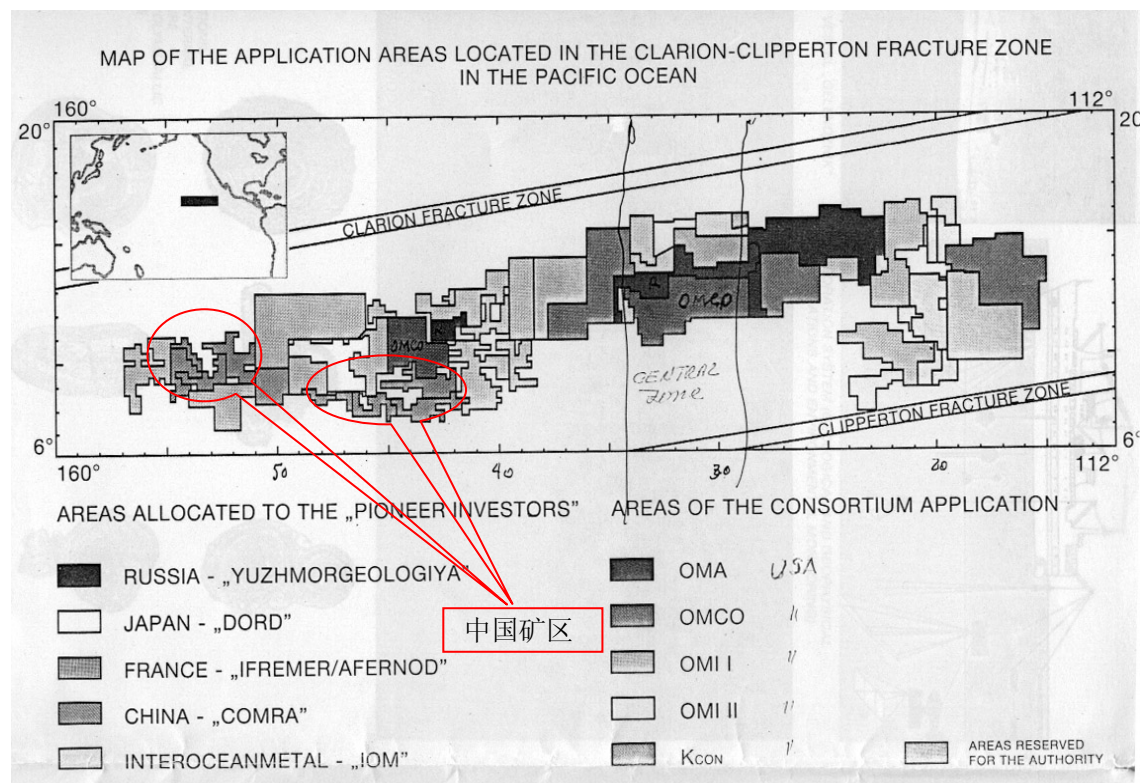 MAP OF THE APPLICATION AREAS LOCATED IN THE CLARION-CLIPPERTON FRACTURE ZONE
IN THE PACIFIC OCEAN
160°
112°
20°
20
CLARION FRACTURE ZONE
R
OMCO
OMCO
CENTRAL
Zone
CLIPPERTON FRACTURE ZONE
6°
6°
160°
50
40
30
20
112°
AREAS ALLOCATED TO THE „PIONEER INVESTORS”
RUSSIA - „YUZHMORGEOLOGIYA”
JAPAN - „DORD”
FRANCE - „IFREMER/AFERNOD”
CHINA - „COMRA”
INTEROCEANMETAL - „IOM”
中国矿区
AREAS OF THE CONSORTIUM APPLICATION
OMA USA
OMCO "
OMI I "
OMI II "
KCON "
AREAS RESERVED
FOR THE AUTHORITY